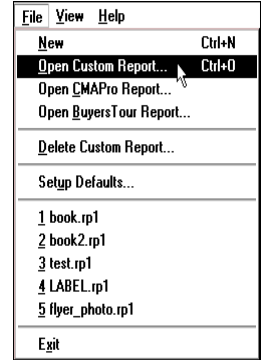 File View Help
New Ctrl+N
Open Custom Report... Ctrl+O
Open CMAPro Report...
Open BuyersTour Report...
Delete Custom Report...
Setup Defaults...
1 book.rp1
2 book2.rp1
3 test.rp1
4 LABEL.rp1
5 flyer_photo.rp1
Exit